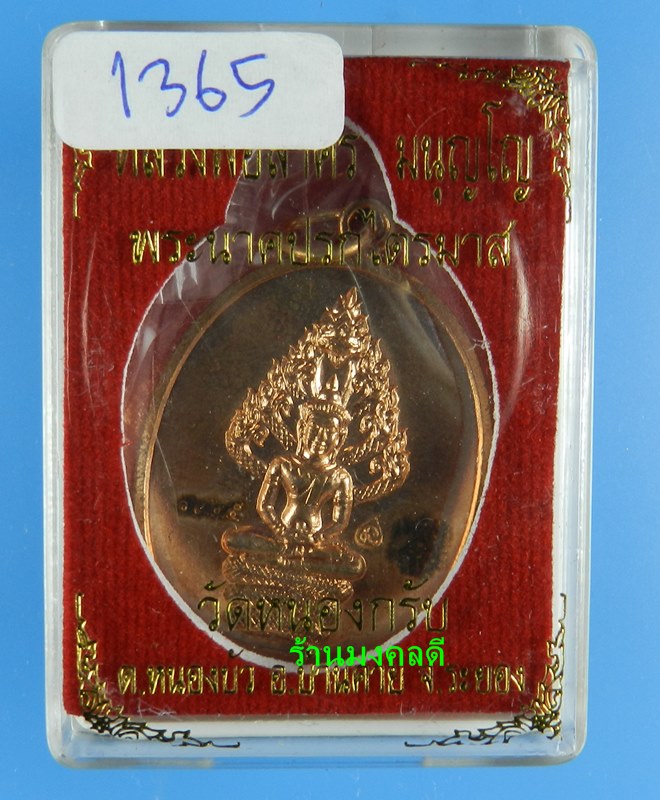 1365
หลวงพ่อสาคร มนุญฺโญ
พระนาคปรกไตรมาส
วัดหนองกรับ
ร้านมงคลดี
ต.หนองบัว อ.บ้านค่าย จ.ระยอง